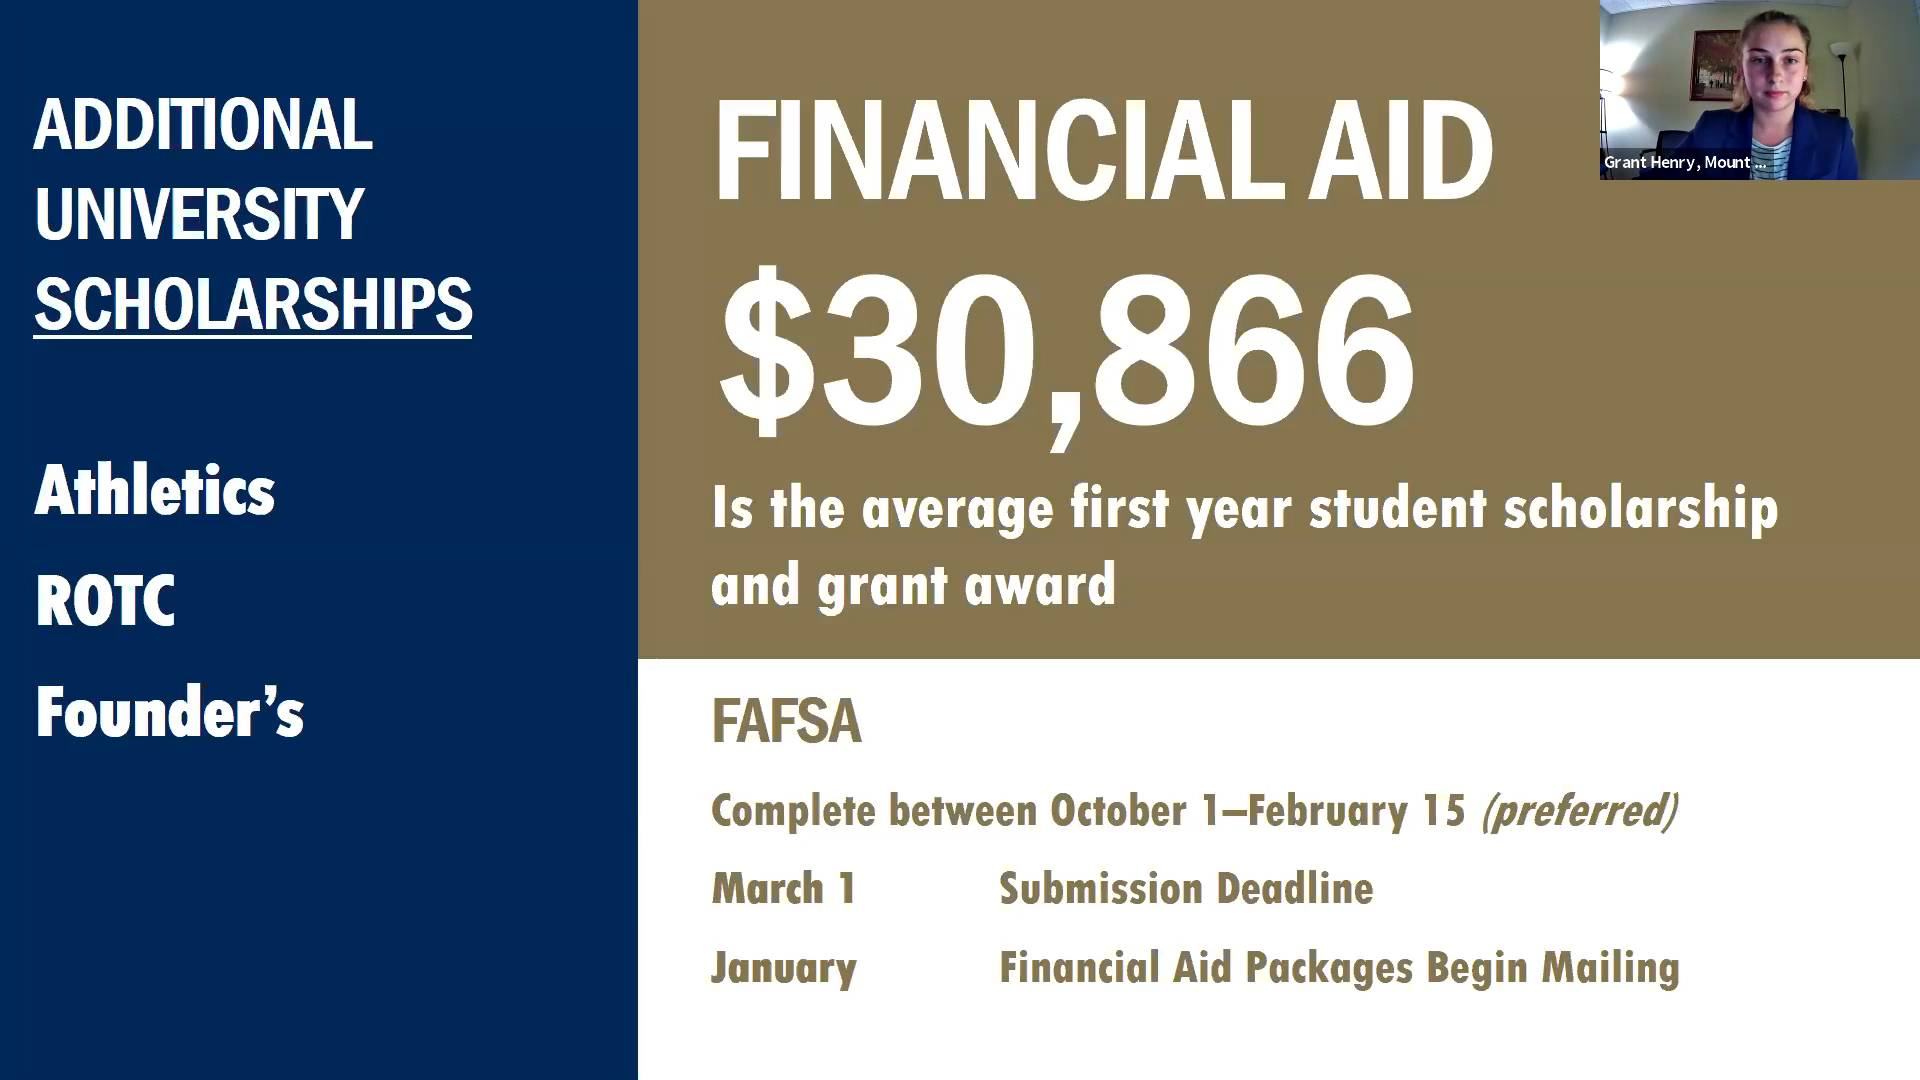 ADDITIONAL
UNIVERSITY
SCHOLARSHIPS
Athletics
ROTC
Founder’s
FINANCIAL AID
$30,866
Is the average first year student scholarship
and grant award
FAFSA
Complete between October 1–February 15 (preferred)
March 1 Submission Deadline
January Financial Aid Packages Begin Mailing
Grant Henry, Mount ...